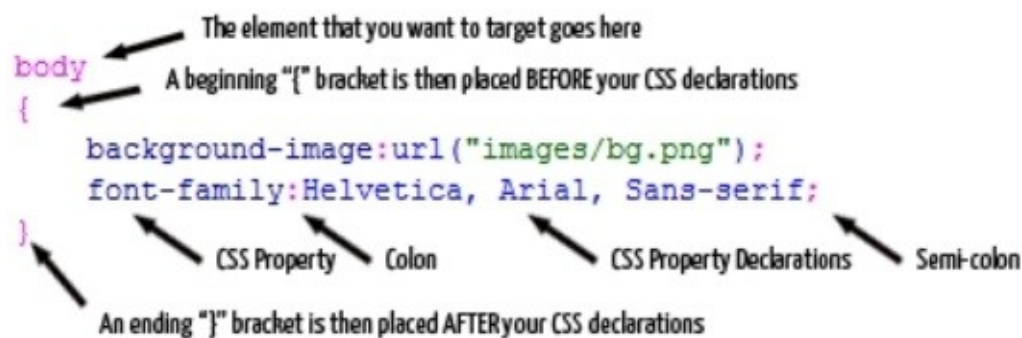 The element that you want to target goes here
body
A beginning “{” bracket is then placed BEFORE your CSS declarations
{
background-image:url("images/bg.png");
font-family:Helvetica, Arial, Sans-serif;
}
CSS Property
Colon
CSS Property Declarations
Semi-colon
An ending “}” bracket is then placed AFTER your CSS declarations